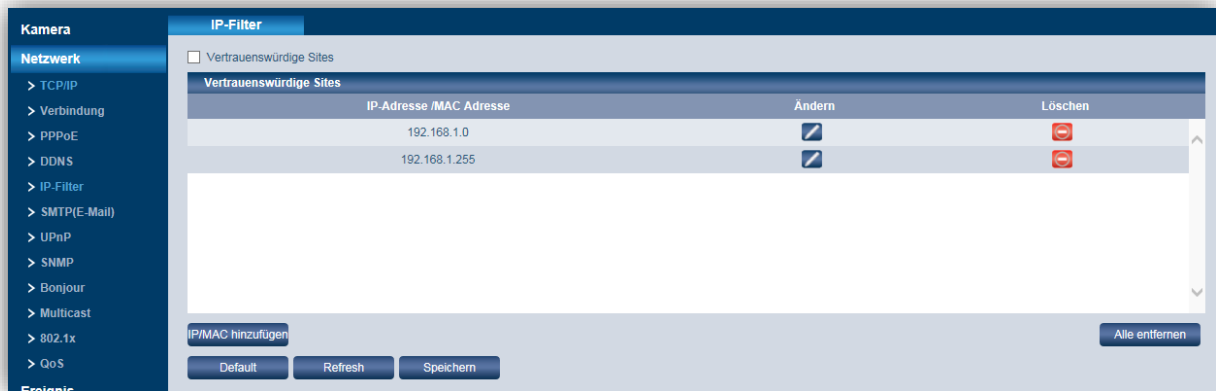 Kamera
Netzwerk
TCP/IP
Verbindung
PPPoE
DDNS
IP-Filter
SMTP(E-Mail)
UPnP
SNMP
Bonjour
Multicast
802.1x
QoS
Ereignis
IP-Filter
Vertrauenswürdige Sites
Vertrauenswürdige Sites
IP-Adresse /MAC Adresse Ändern Löschen
192.168.1.0
192.168.1.255
IP/MAC hinzufügen Alle entfernen
Default Refresh Speichern